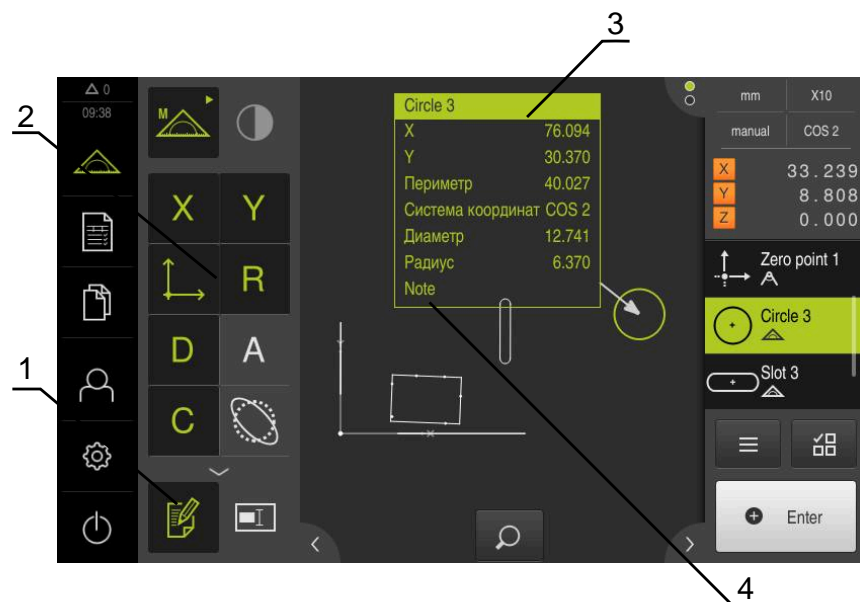 3
2
1
4
0
09:38
M
X
Y
R
D
A
C
Circle 3
X 76.094
Y 30.370
Периметр 40.027
Система координат COS 2
Диаметр 12.741
Радиус 6.370
Note
mm X10
manual COS 2
X 33.239
Y 8.808
Z 0.000
Zero point 1
Circle 3
Slot 3
Enter